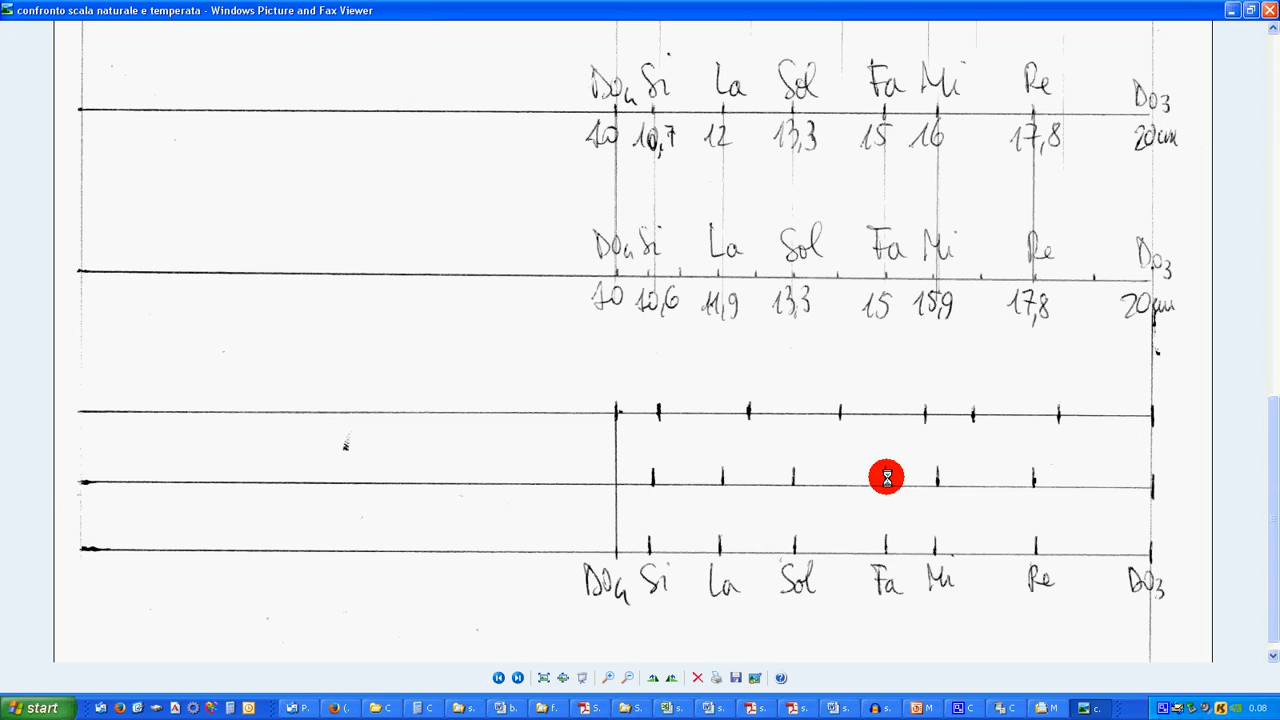 confronto scala naturale e temperata - Windows Picture and Fax Viewer
Do4 Si La Sol Fa Mi Re Do3
10 10,7 12 13,3 15 16 17,8 20cm
Do4 Si La Sol Fa Mi Re Do3
10 10,6 11,9 13,3 15 15,9 17,8 20cm
Do4 Si La Sol Fa Mi Re Do3
start P. (. C C s. b. f. S. S. s. s. s. s. s. s. M C C M c. 0.08